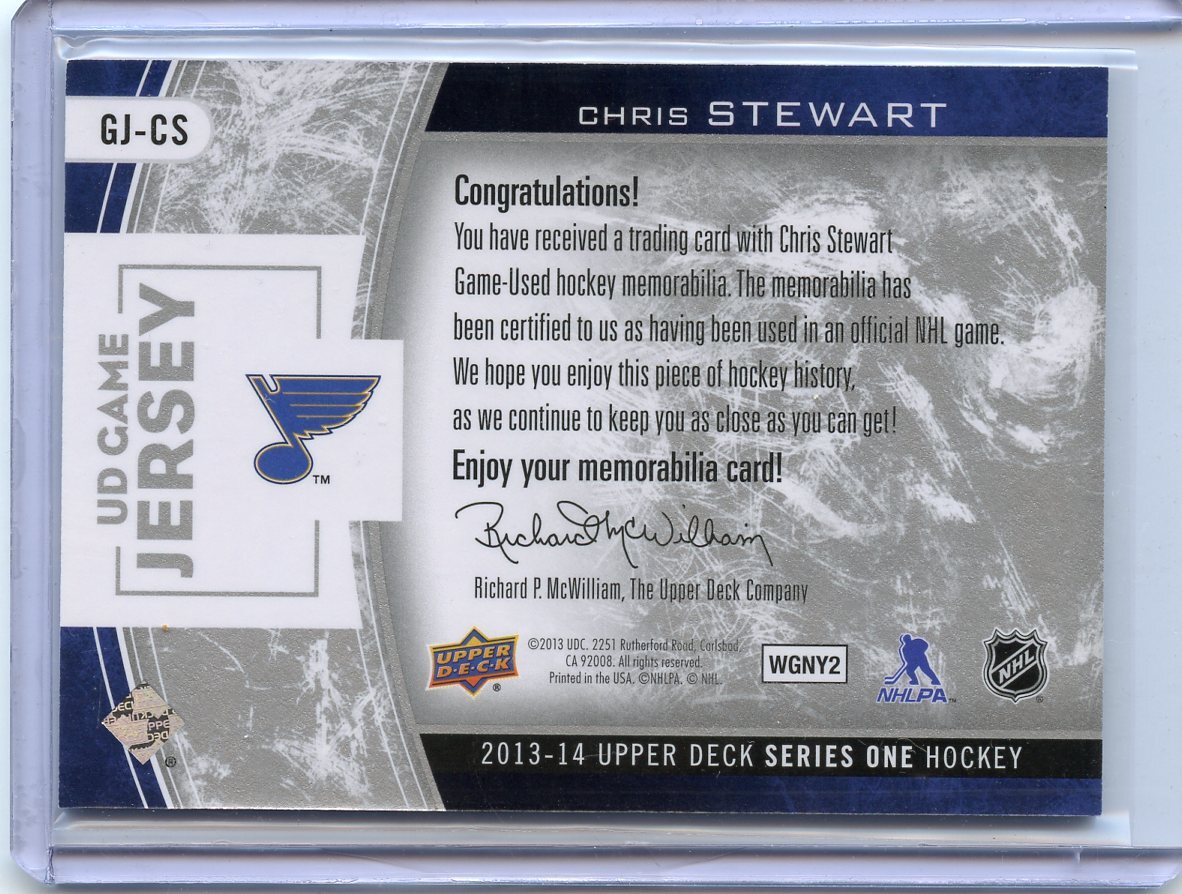 GJ-CS
CHRIS STEWART
UD GAME
JERSEY
TM
Congratulations!
You have received a trading card with Chris Stewart
Game-Used hockey memorabilia. The memorabilia has
been certified to us as having been used in an official NHL game.
We hope you enjoy this piece of hockey history,
as we continue to keep you as close as you can get!
Enjoy your memorabilia card!
Richard McWilliam
Richard P. McWilliam, The Upper Deck Company
UPPER
D·E·C·K
®
©2013 UDC. 2251 Rutherford Road, Carlsbad,
CA 92008. All rights reserved.
Printed in the USA. ©NHLPA. © NHL.
WGNY2
NHLPA™
NHL
®
®
2013-14 UPPER DECK SERIES ONE HOCKEY